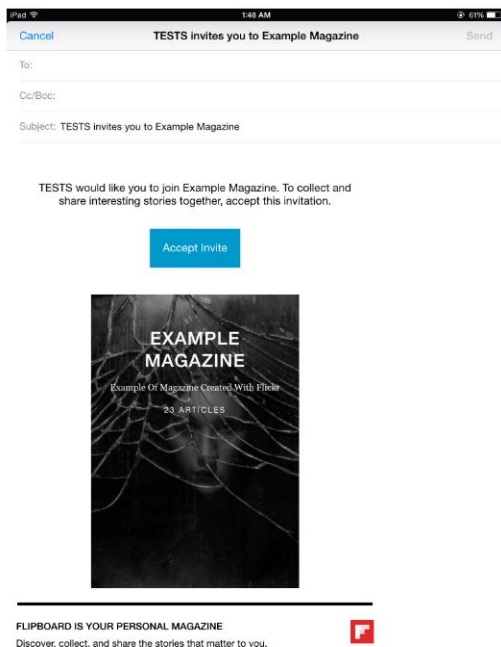 iPad 1:48 AM 61%
Cancel TESTS invites you to Example Magazine Send
To:
Cc/Bcc:
Subject: TESTS invites you to Example Magazine
TESTS would like you to join Example Magazine. To collect and
share interesting stories together, accept this invitation.
Accept Invite
EXAMPLE
MAGAZINE
Example Of Magazine Created With Flickr
23 ARTICLES
FLIPBOARD IS YOUR PERSONAL MAGAZINE
Discover, collect, and share the stories that matter to you.